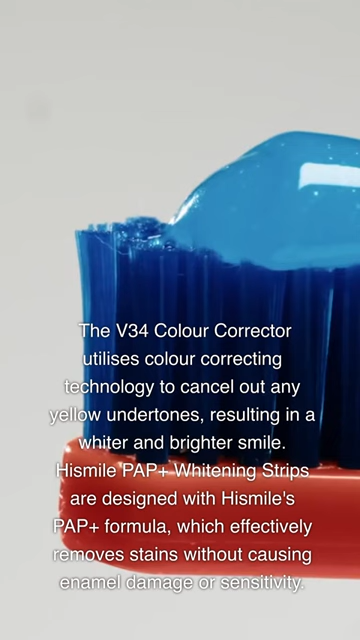 The V34 Colour Corrector
utilises colour correcting
technology to cancel out any
yellow undertones, resulting in a
whiter and brighter smile.
Hismile PAP+ Whitening Strips
are designed with Hismile's
PAP+ formula, which effectively
removes stains without causing
enamel damage or sensitivity.